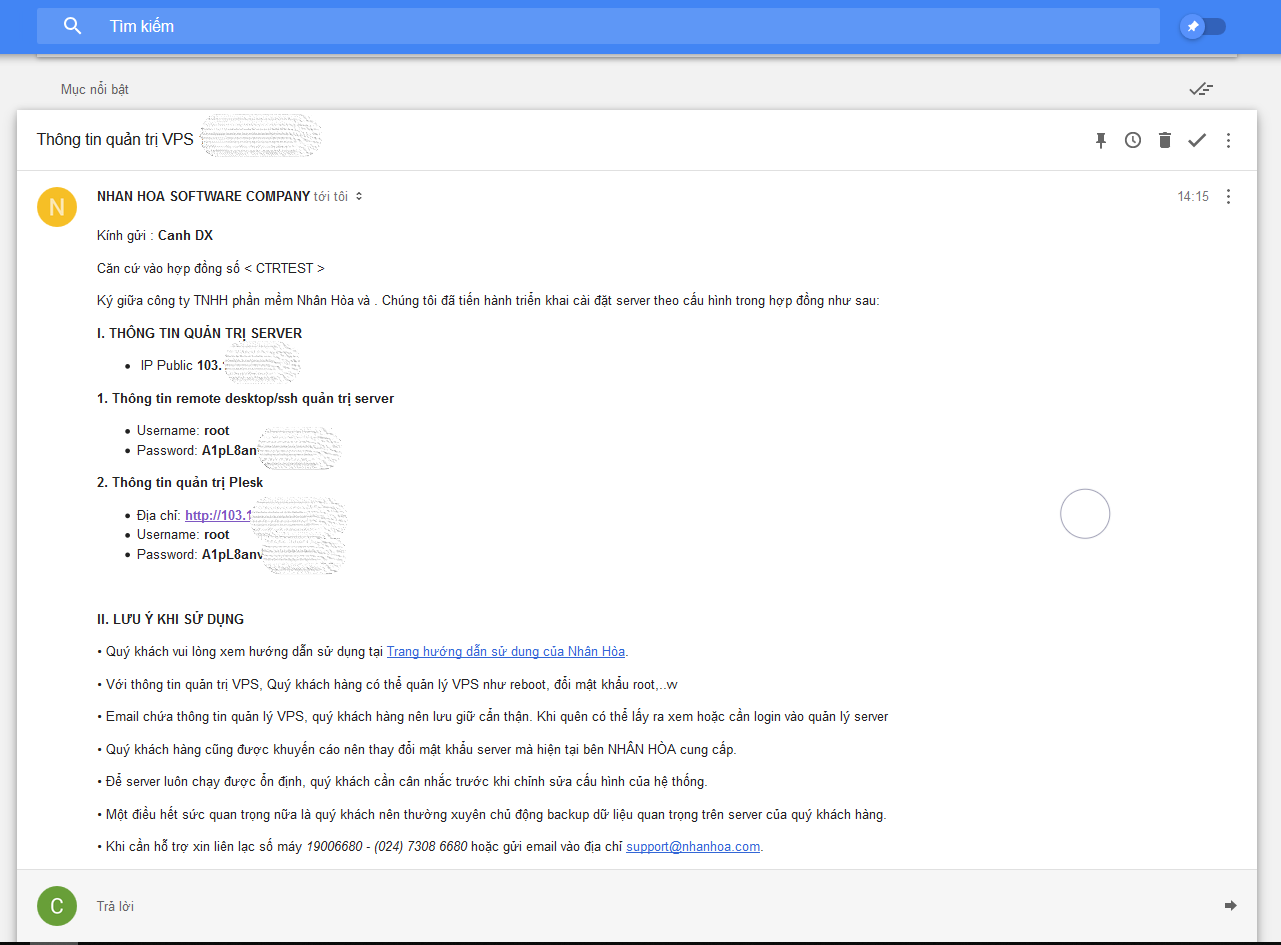 Tìm kiếm
Mục nổi bật
Thông tin quản trị VPS
NHAN HOA SOFTWARE COMPANY tới tôi
14:15
N
Kính gửi : Canh DX
Căn cứ vào hợp đồng số < CTRTEST >
Ký giữa công ty TNHH phần mềm Nhân Hòa và . Chúng tôi đã tiến hành triển khai cài đặt server theo cấu hình trong hợp đồng như sau:
I. THÔNG TIN QUẢN TRỊ SERVER
• IP Public 103.
1. Thông tin remote desktop/ssh quản trị server
• Username: root
• Password: A1pL8an
2. Thông tin quản trị Plesk
• Địa chỉ: http://103.1
• Username: root
• Password: A1pL8anv
II. LƯU Ý KHI SỬ DỤNG
• Quý khách vui lòng xem hướng dẫn sử dụng tại Trang hướng dẫn sử dung của Nhân Hòa.
• Với thông tin quản trị VPS, Quý khách hàng có thể quản lý VPS như reboot, đổi mật khẩu root,..vv
• Email chứa thông tin quản lý VPS, quý khách hàng nên lưu giữ cẩn thận. Khi quên có thể lấy ra xem hoặc cần login vào quản lý server
• Quý khách hàng cũng được khuyến cáo nên thay đổi mật khẩu server mà hiện tại bên NHÂN HÒA cung cấp.
• Để server luôn chạy được ổn định, quý khách cần cân nhắc trước khi chỉnh sửa cấu hình của hệ thống.
• Một điều hết sức quan trọng nữa là quý khách nên thường xuyên chủ động backup dữ liệu quan trọng trên server của quý khách hàng.
• Khi cần hỗ trợ xin liên lạc số máy 19006680 - (024) 7308 6680 hoặc gửi email vào địa chỉ support@nhanhoa.com.
C
Trả lời